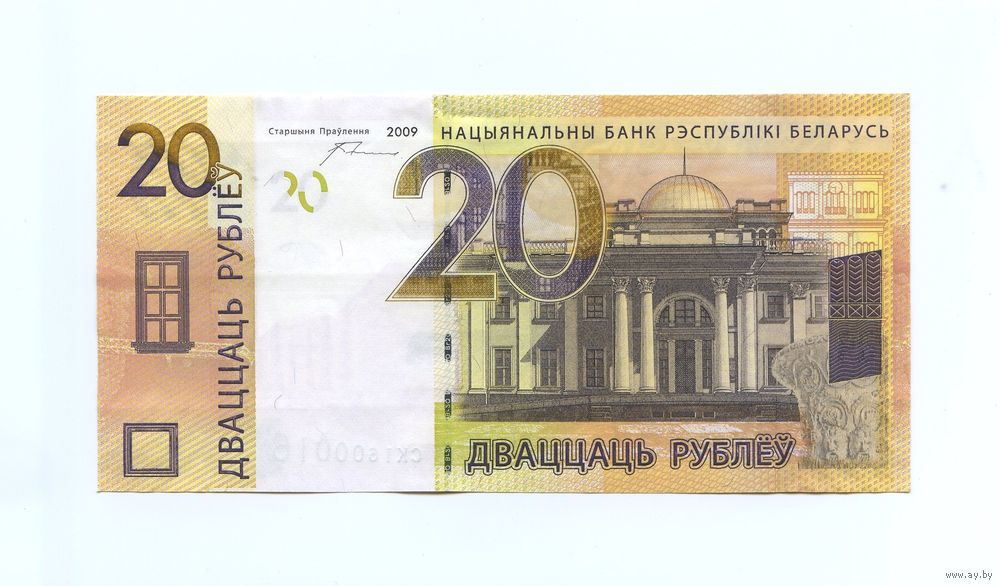 20
ДВАЦЦАЦЬ РУБЛЁЎ
Старшыня Праўлення 2009
НАЦЫЯНАЛЬНЫ БАНК РЭСПУБЛІКІ БЕЛАРУСЬ
20
20
ДВАЦЦАЦЬ РУБЛЁЎ
www.ay.by